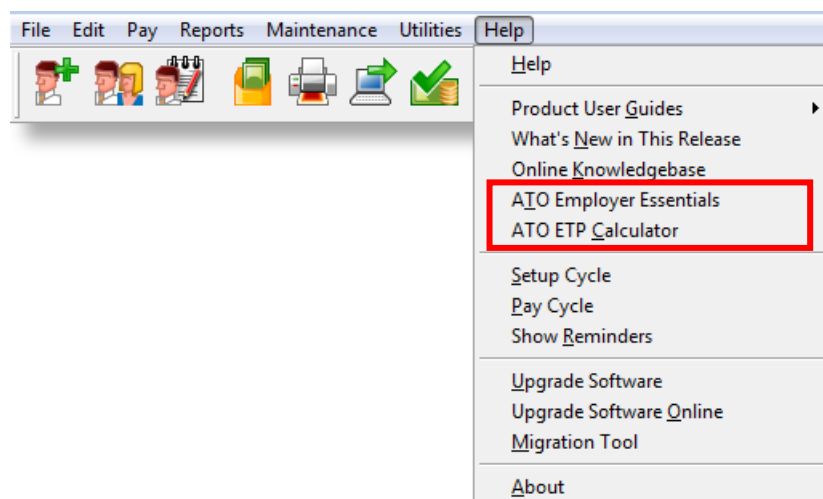 File Edit Pay Reports Maintenance Utilities Help
Help
Product User Guides
What's New in This Release
Online Knowledgebase
ATO Employer Essentials
ATO ETP Calculator
Setup Cycle
Pay Cycle
Show Reminders
Upgrade Software
Upgrade Software Online
Migration Tool
About